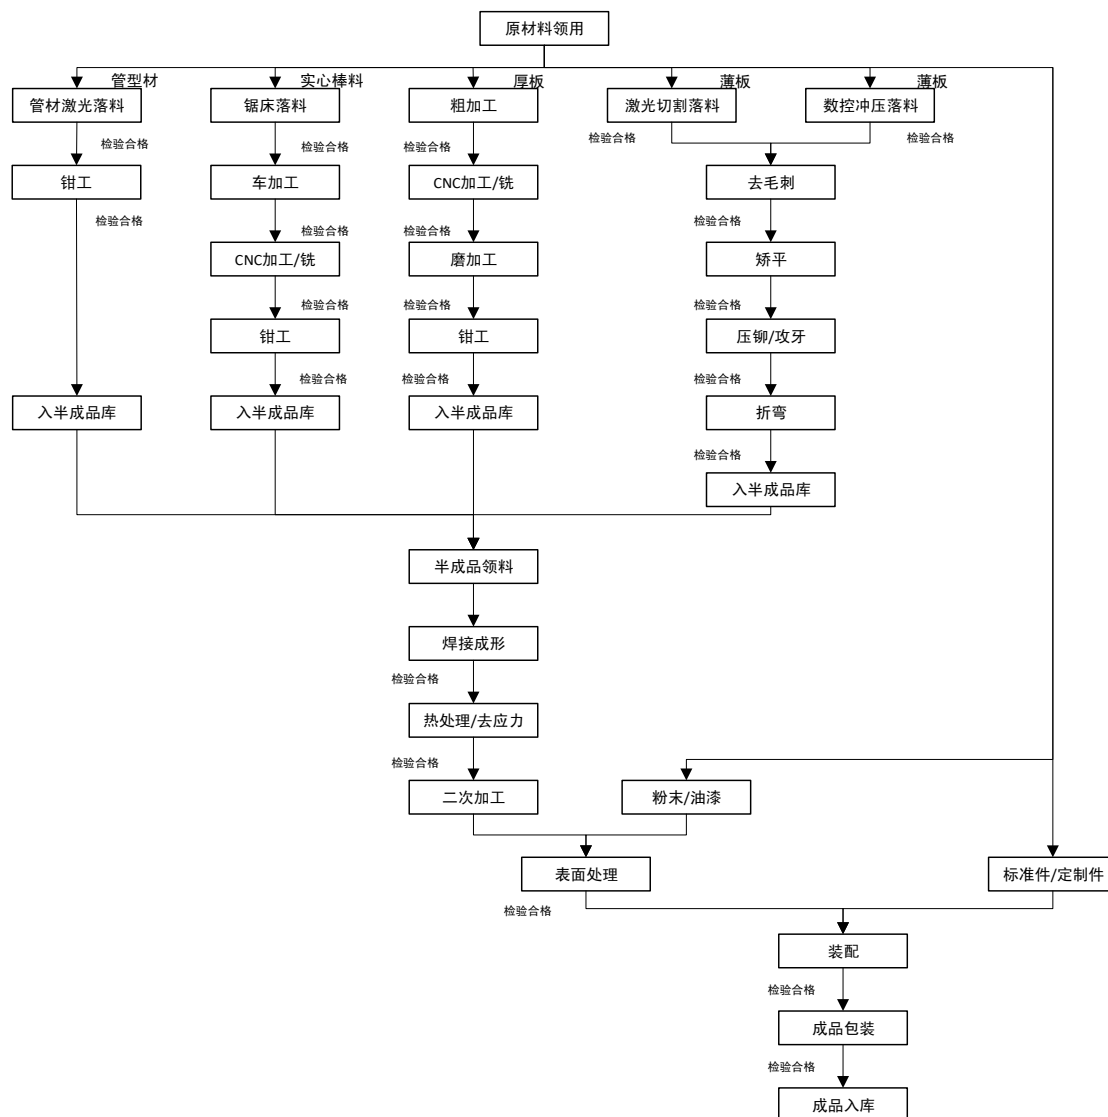 原材料领用
管型材
实心棒料
厚板
薄板
薄板
管材激光落料
锯床落料
粗加工
激光切割落料
数控冲压落料
检验合格
检验合格
检验合格
检验合格
检验合格
钳工
车加工
CNC加工/铣
去毛刺
检验合格
检验合格
检验合格
检验合格
CNC加工/铣
磨加工
矫平
检验合格
检验合格
检验合格
钳工
钳工
压铆/攻牙
检验合格
检验合格
检验合格
入半成品库
入半成品库
入半成品库
折弯
检验合格
入半成品库
半成品领料
焊接成形
检验合格
热处理/去应力
检验合格
二次加工
粉末/油漆
表面处理
标准件/定制件
检验合格
装配
检验合格
成品包装
检验合格
成品入库